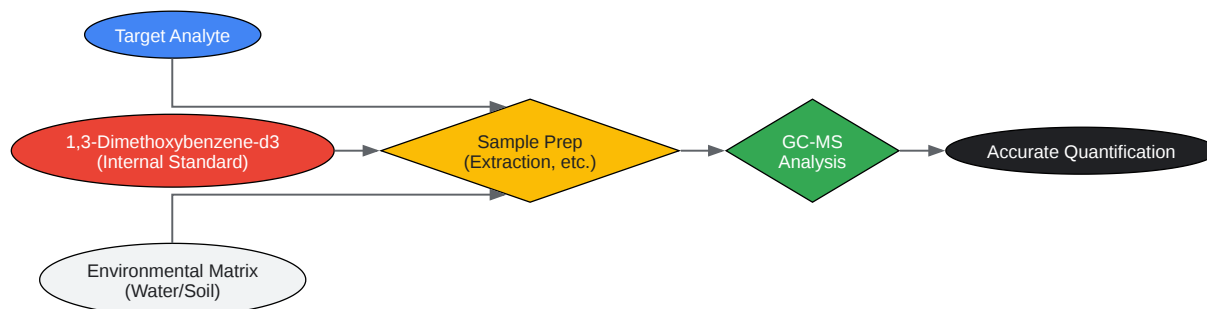 Target Analyte
1,3-Dimethoxybenzene-d3
(Internal Standard)
Environmental Matrix
(Water/Soil)
Sample Prep
(Extraction, etc.)
GC-MS
Analysis
Accurate Quantification